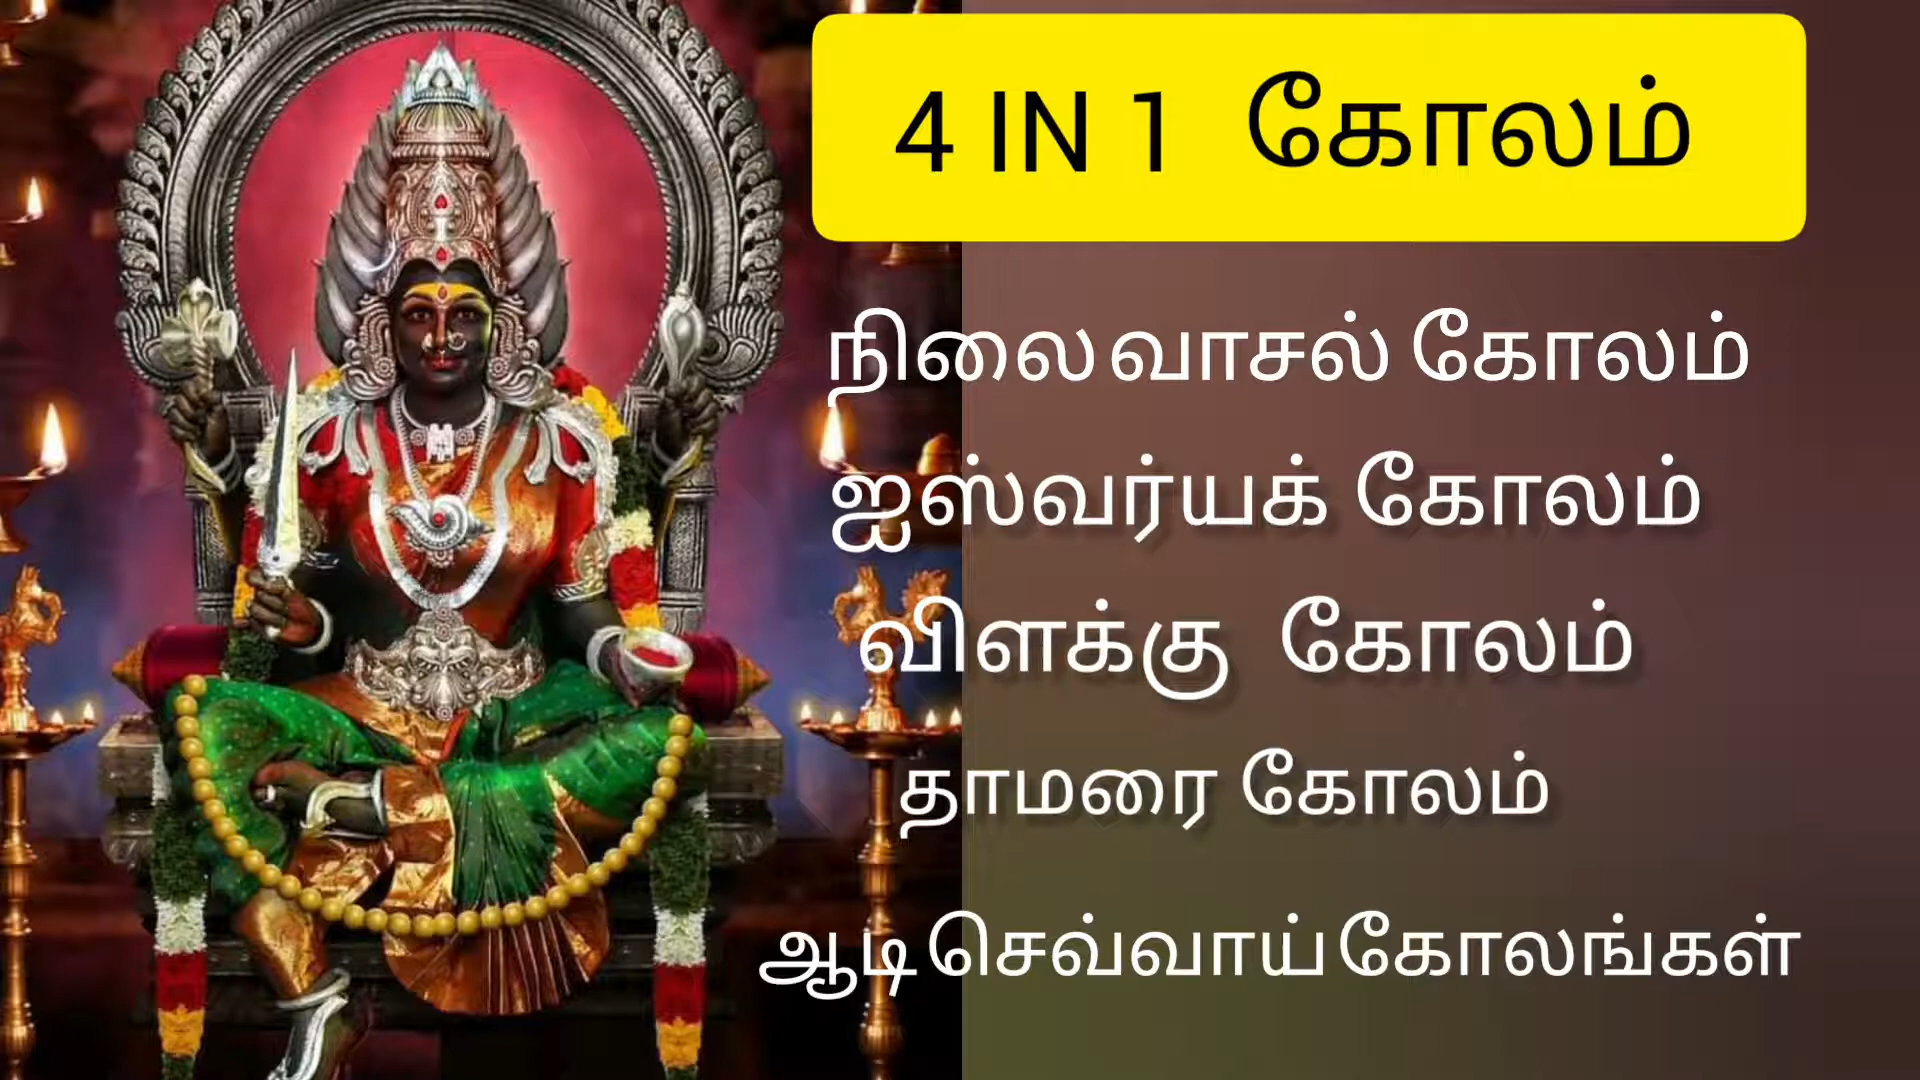 4 IN 1 கோலம்
நிலைவாசல் கோலம்
ஐஸ்வர்யக் கோலம்
விளக்கு கோலம்
தாமரை கோலம்
ஆடி செவ்வாய் கோலங்கள்